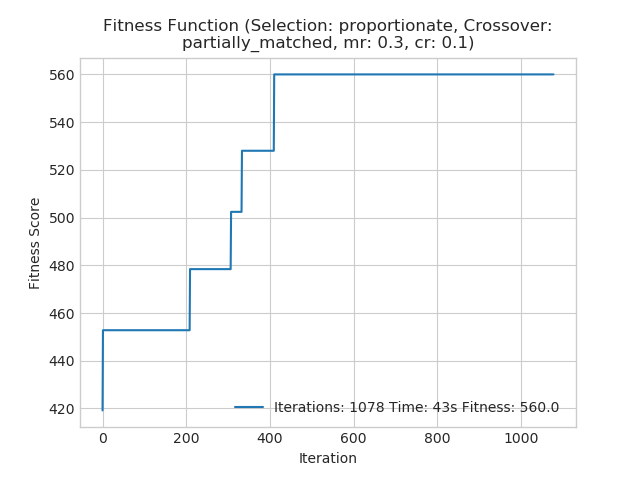 Fitness Function (Selection: proportionate, Crossover:
partially_matched, mr: 0.3, cr: 0.1)
560
540
520
500
480
460
440
420
Fitness Score
Iterations: 1078 Time: 43s Fitness: 560.0
0 200 400 600 800 1000
Iteration